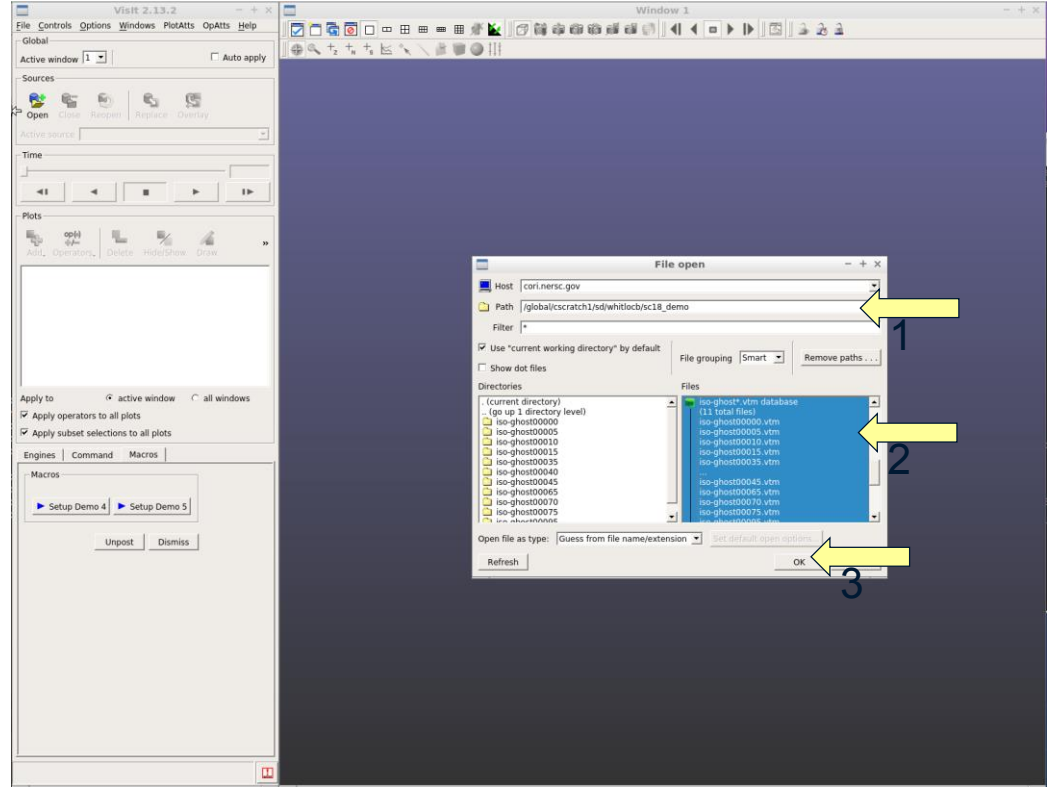 VisIt 2.13.2
File Controls Options Windows PlotAtts OpAtts Help
Global
Active window 1 Auto apply
Sources
Open Close Reopen Replace Overlay
Active source
Time
Plots
op(+)
Add Operators Delete Hide/Show Draw
»
Apply to active window all windows
Apply operators to all plots
Apply subset selections to all plots
Engines Command Macros
Macros
Setup Demo 4 Setup Demo 5
Unpost Dismiss
Window 1
File open
Host cori.nersc.gov
Path /global/cscratch1/sd/whitlocb/sc18_demo
1
Filter *
Use "current working directory" by default
Show dot files
File grouping Smart Remove paths . . .
Directories
. (current directory)
.. (go up 1 directory level)
iso-ghost00000
iso-ghost00005
iso-ghost00010
iso-ghost00015
iso-ghost00035
iso-ghost00040
iso-ghost00045
iso-ghost00065
iso-ghost00070
iso-ghost00075
iso-ghost00095
Files
iso-ghost*.vtm database
(11 total files)
iso-ghost00000.vtm
iso-ghost00005.vtm
iso-ghost00010.vtm
iso-ghost00015.vtm
iso-ghost00035.vtm
...
iso-ghost00045.vtm
iso-ghost00065.vtm
iso-ghost00070.vtm
iso-ghost00075.vtm
iso-ghost00095.vtm
2
Open file as type: Guess from file name/extension Set default open options...
Refresh OK
3